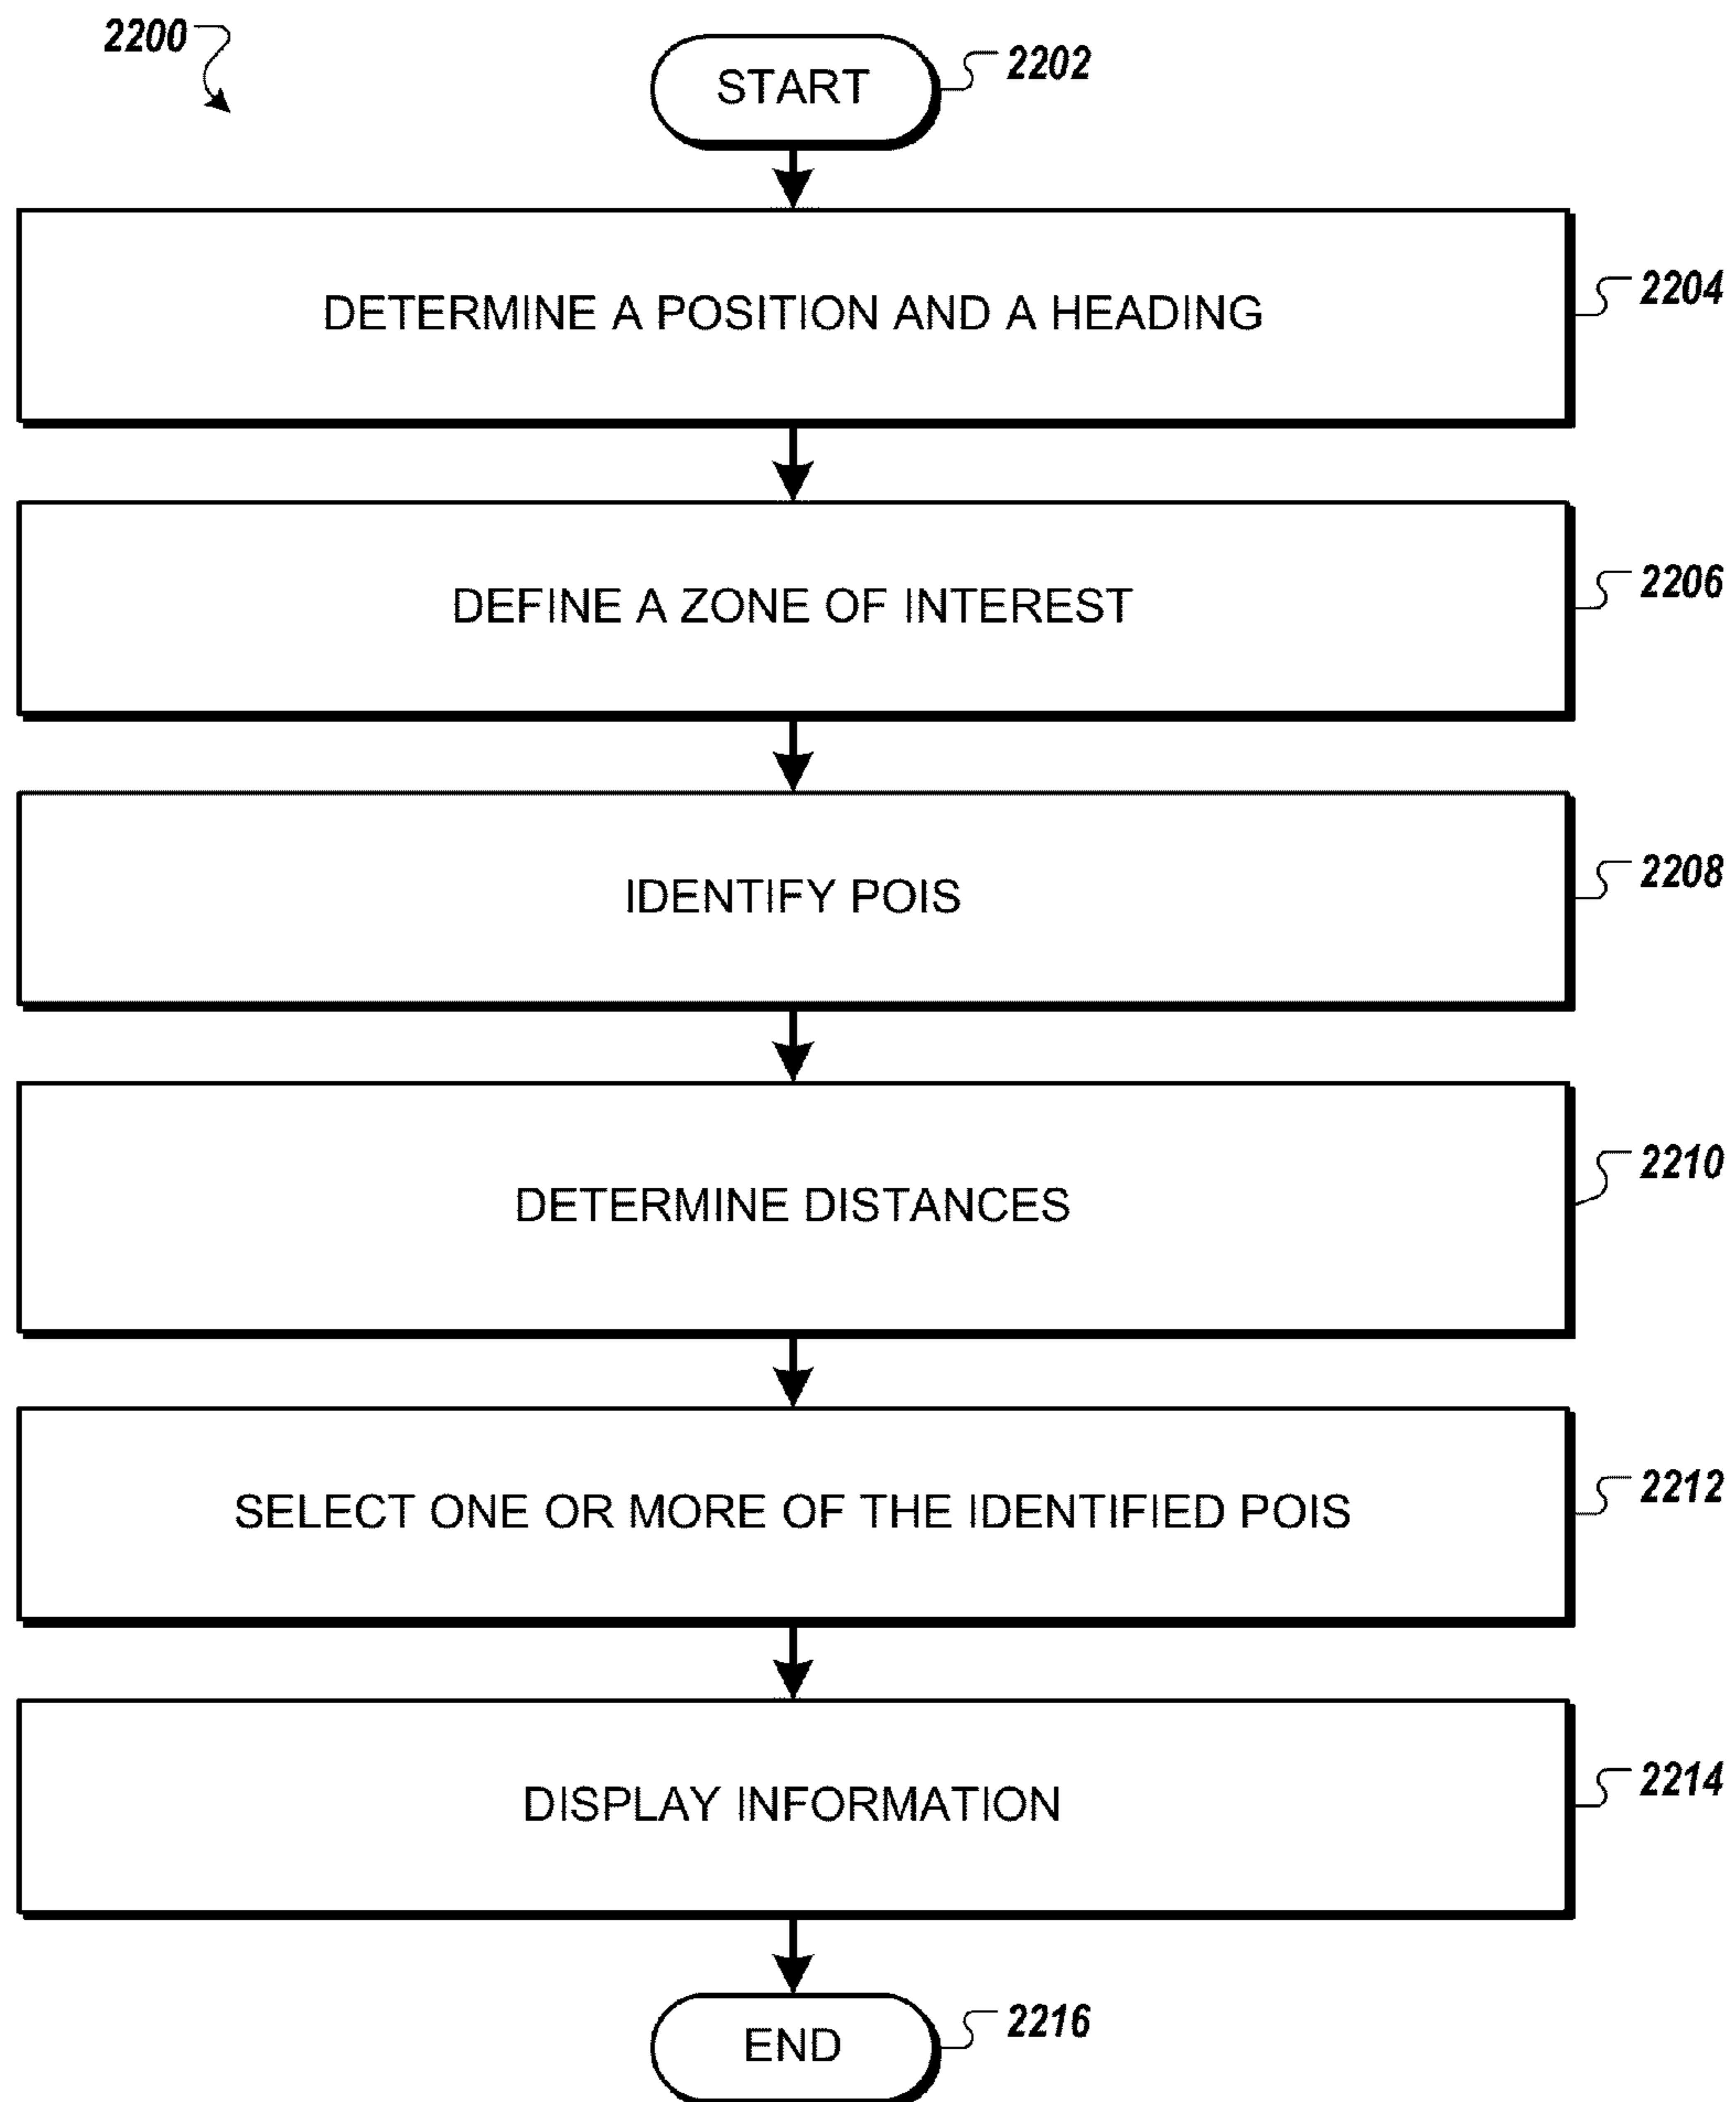 2200
START
2202
DETERMINE A POSITION AND A HEADING
2204
DEFINE A ZONE OF INTEREST
2206
IDENTIFY POIS
2208
DETERMINE DISTANCES
2210
SELECT ONE OR MORE OF THE IDENTIFIED POIS
2212
DISPLAY INFORMATION
2214
END
2216